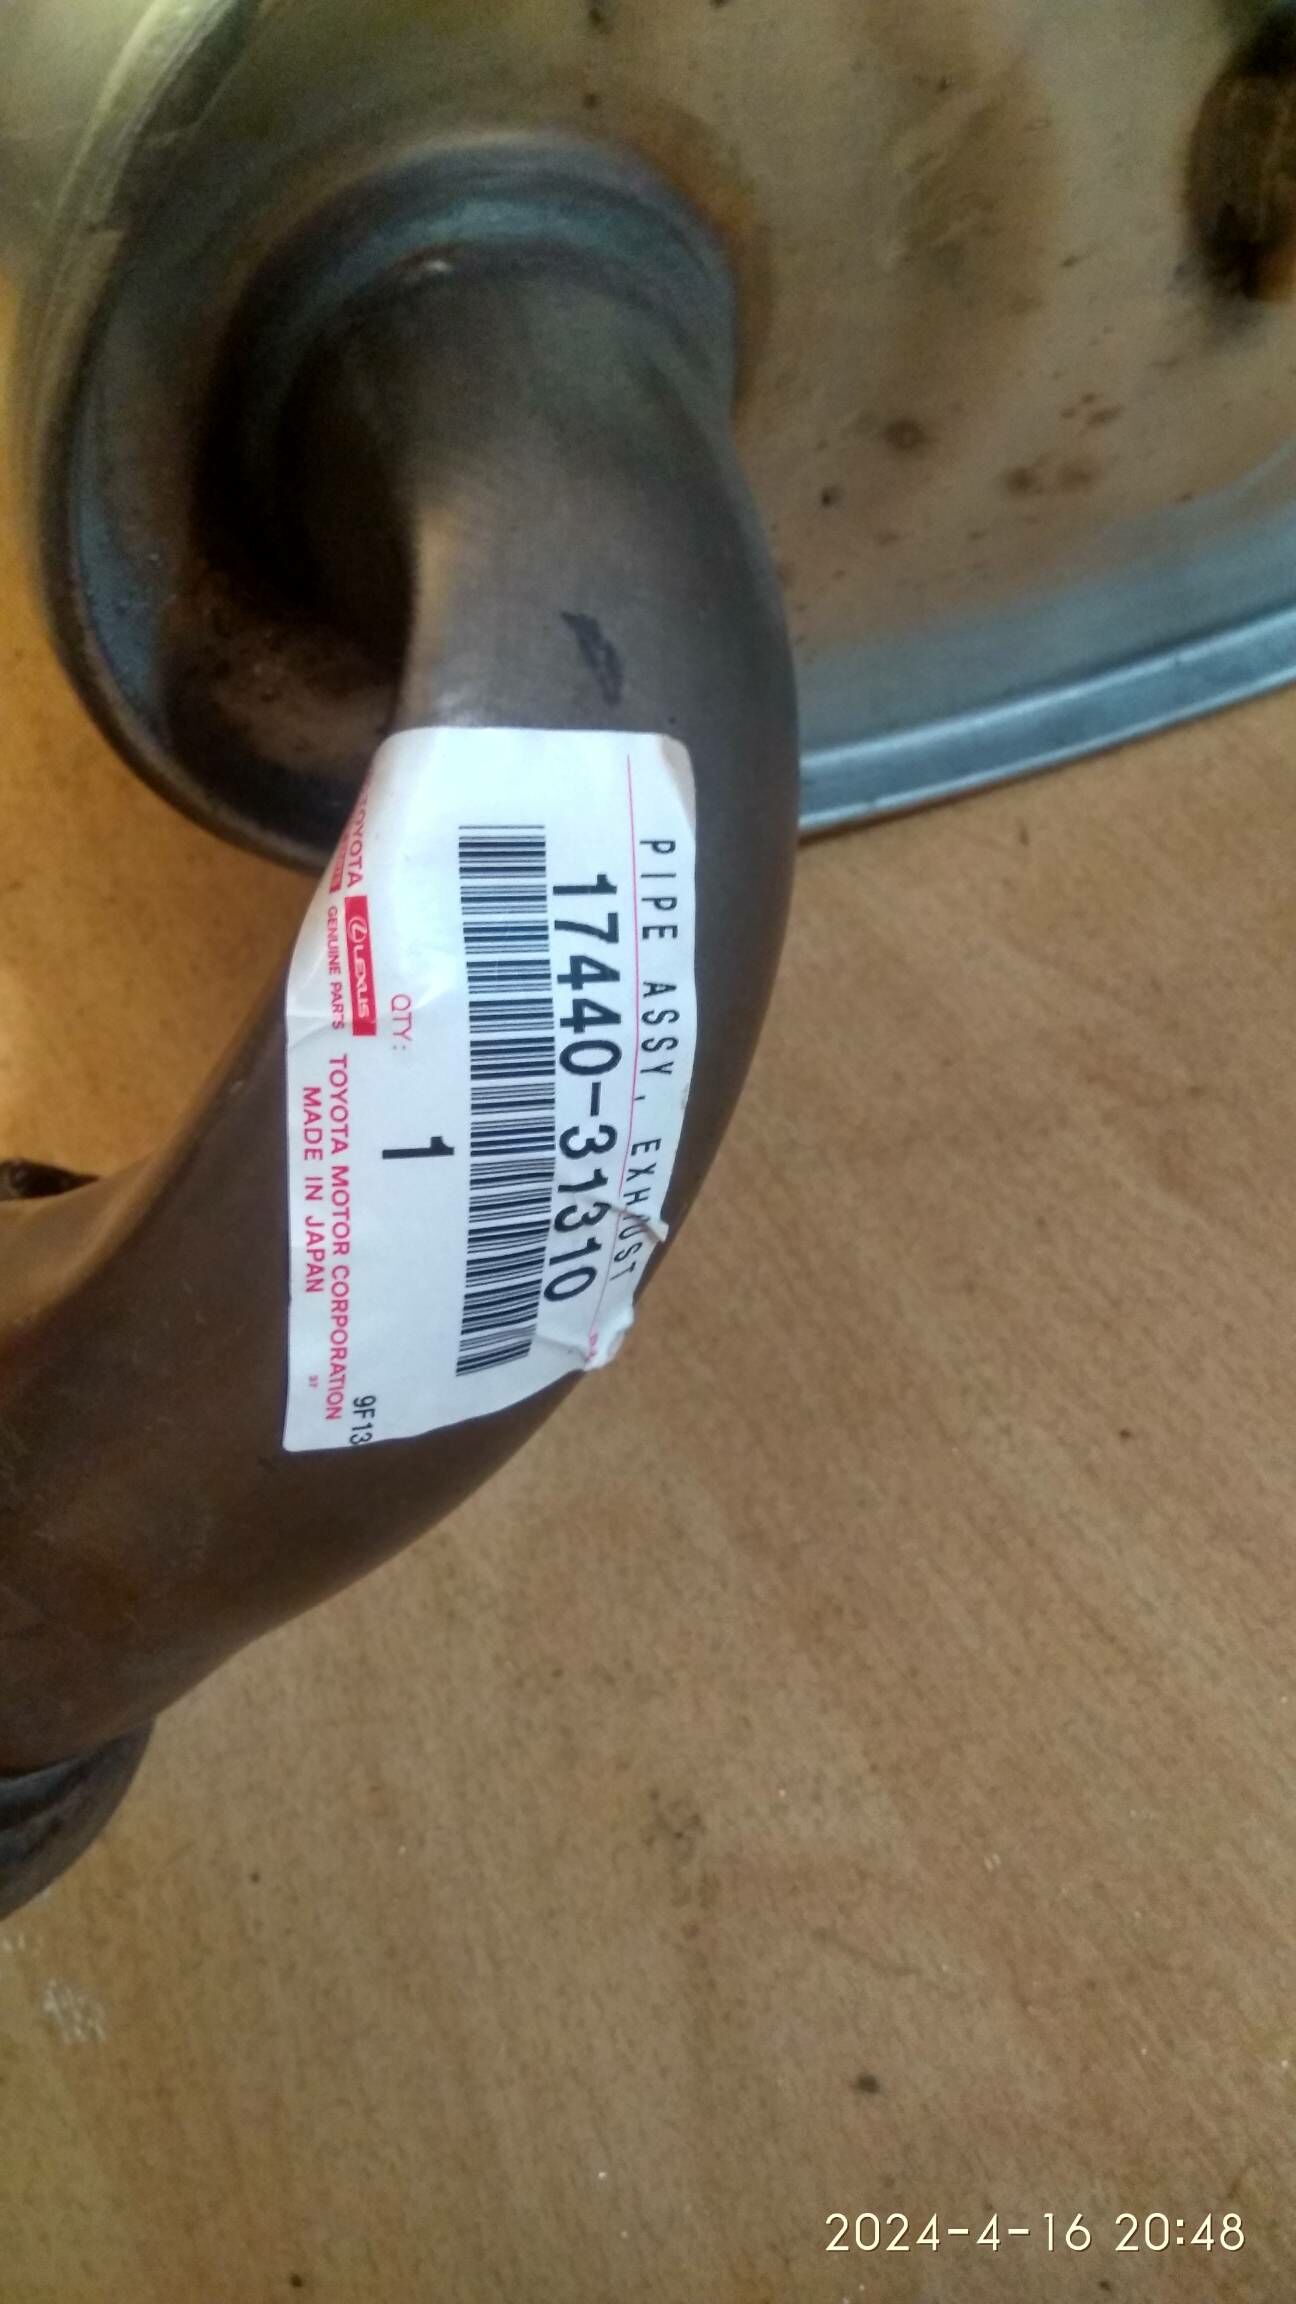 PIPE ASSY, EXHAUST
17440-31310
QTY:
1
TOYOTA
LEXUS
GENUINE PARTS
TOYOTA MOTOR CORPORATION
MADE IN JAPAN
9F13
37
2024-4-16 20:48